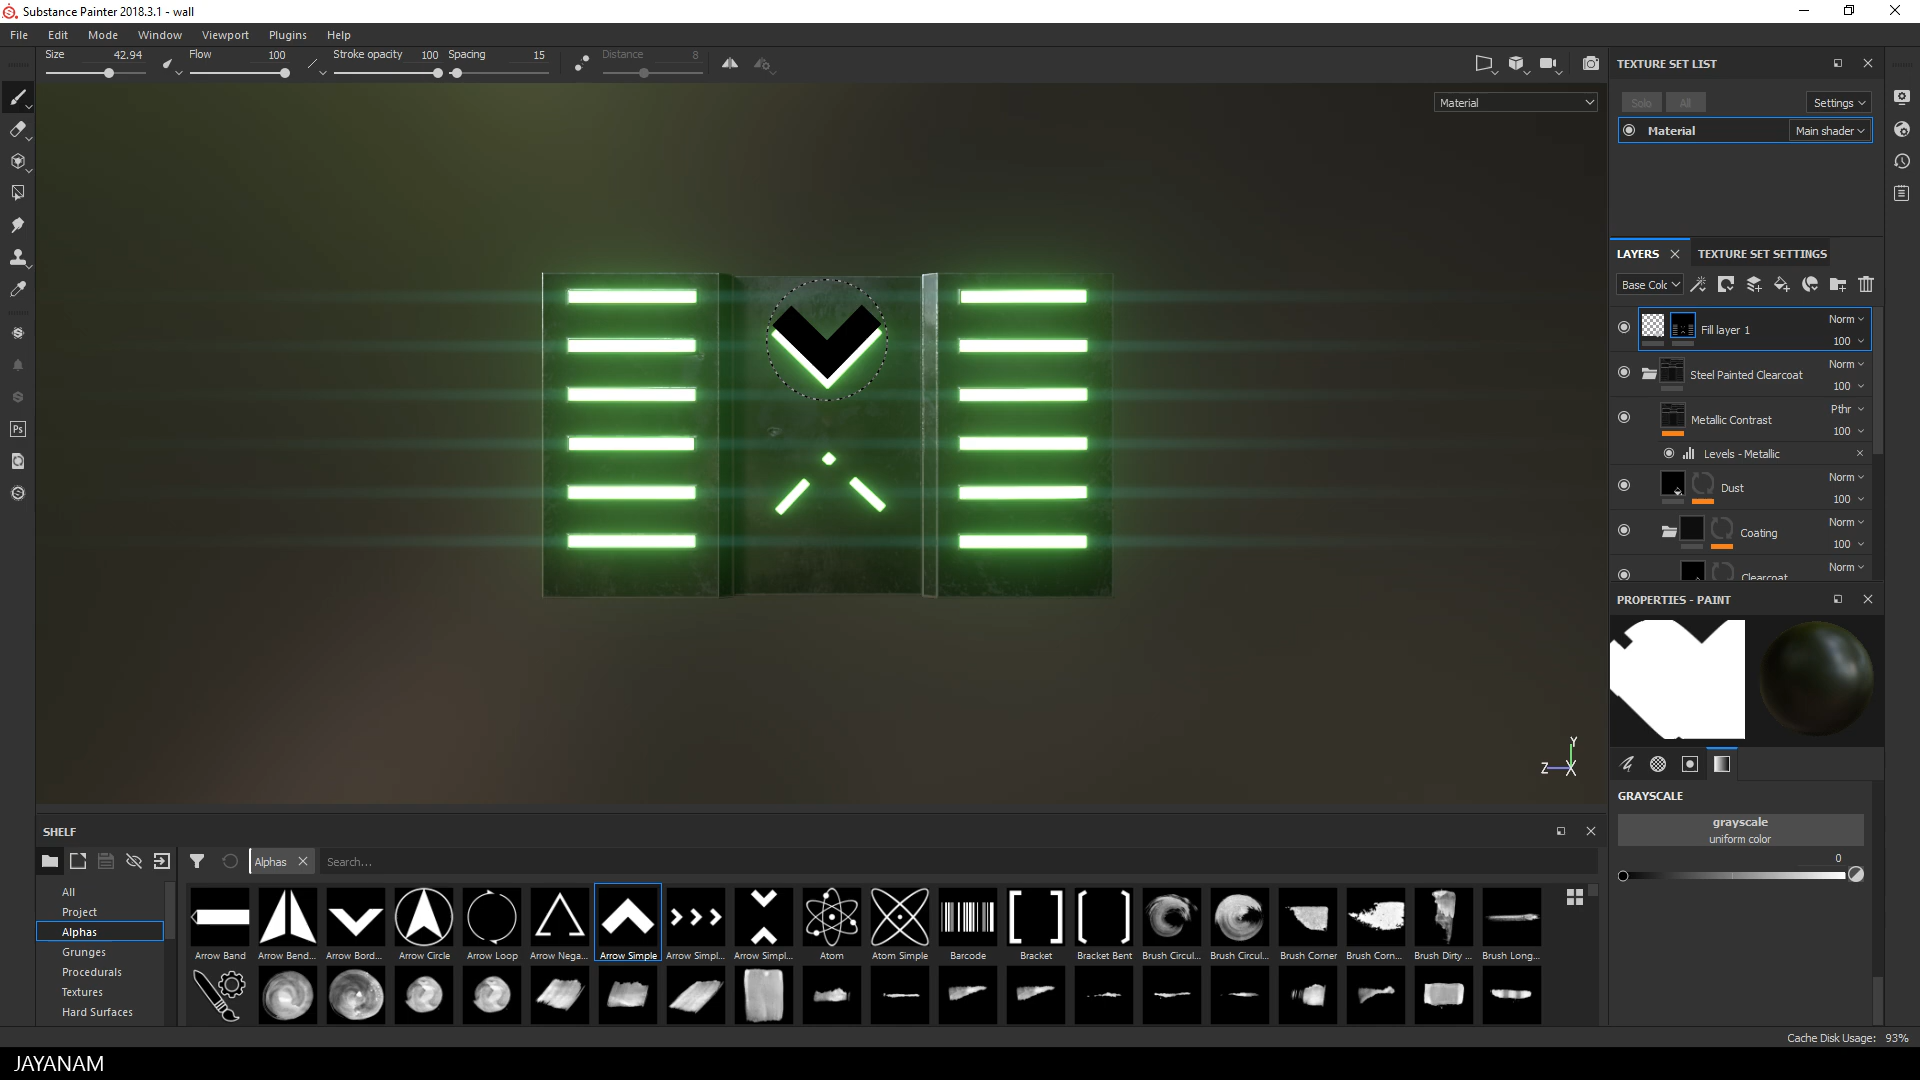 Substance Painter 2018.3.1 - wall
File Edit Mode Window Viewport Plugins Help
Size 42.94 Flow 100 Stroke opacity 100 Spacing 15 Distance 8
Material
TEXTURE SET LIST
Solo All Settings
Material Main shader
LAYERS TEXTURE SET SETTINGS
Base Colc
Fill layer 1 Norm 100
Steel Painted Clearcoat Norm 100
Metallic Contrast Pthr 100
Levels - Metallic
Dust Norm 100
Coating Norm 100
Clearcoat Norm
PROPERTIES - PAINT
Ps
Y
Z X
GRAYSCALE
grayscale
uniform color
0
SHELF
Alphas Search...
All
Project
Alphas
Grunges
Procedurals
Textures
Hard Surfaces
Arrow Band Arrow Bend... Arrow Bord... Arrow Circle Arrow Loop Arrow Nega... Arrow Simple Arrow Simpl... Arrow Simpl... Atom Atom Simple Barcode Bracket Bracket Bent Brush Circul... Brush Circul... Brush Corner Brush Corn... Brush Dirty ... Brush Long...
Cache Disk Usage: 93%
JAYANAM